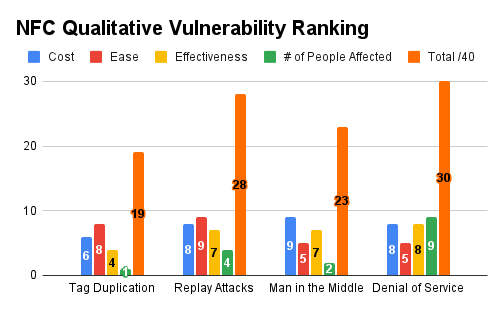 NFC Qualitative Vulnerability Ranking
Cost Ease Effectiveness # of People Affected Total /40
30
20
10
0
6 8 4 1 19
8 9 7 4 28
9 5 7 2 23
8 5 8 9 30
Tag Duplication Replay Attacks Man in the Middle Denial of Service